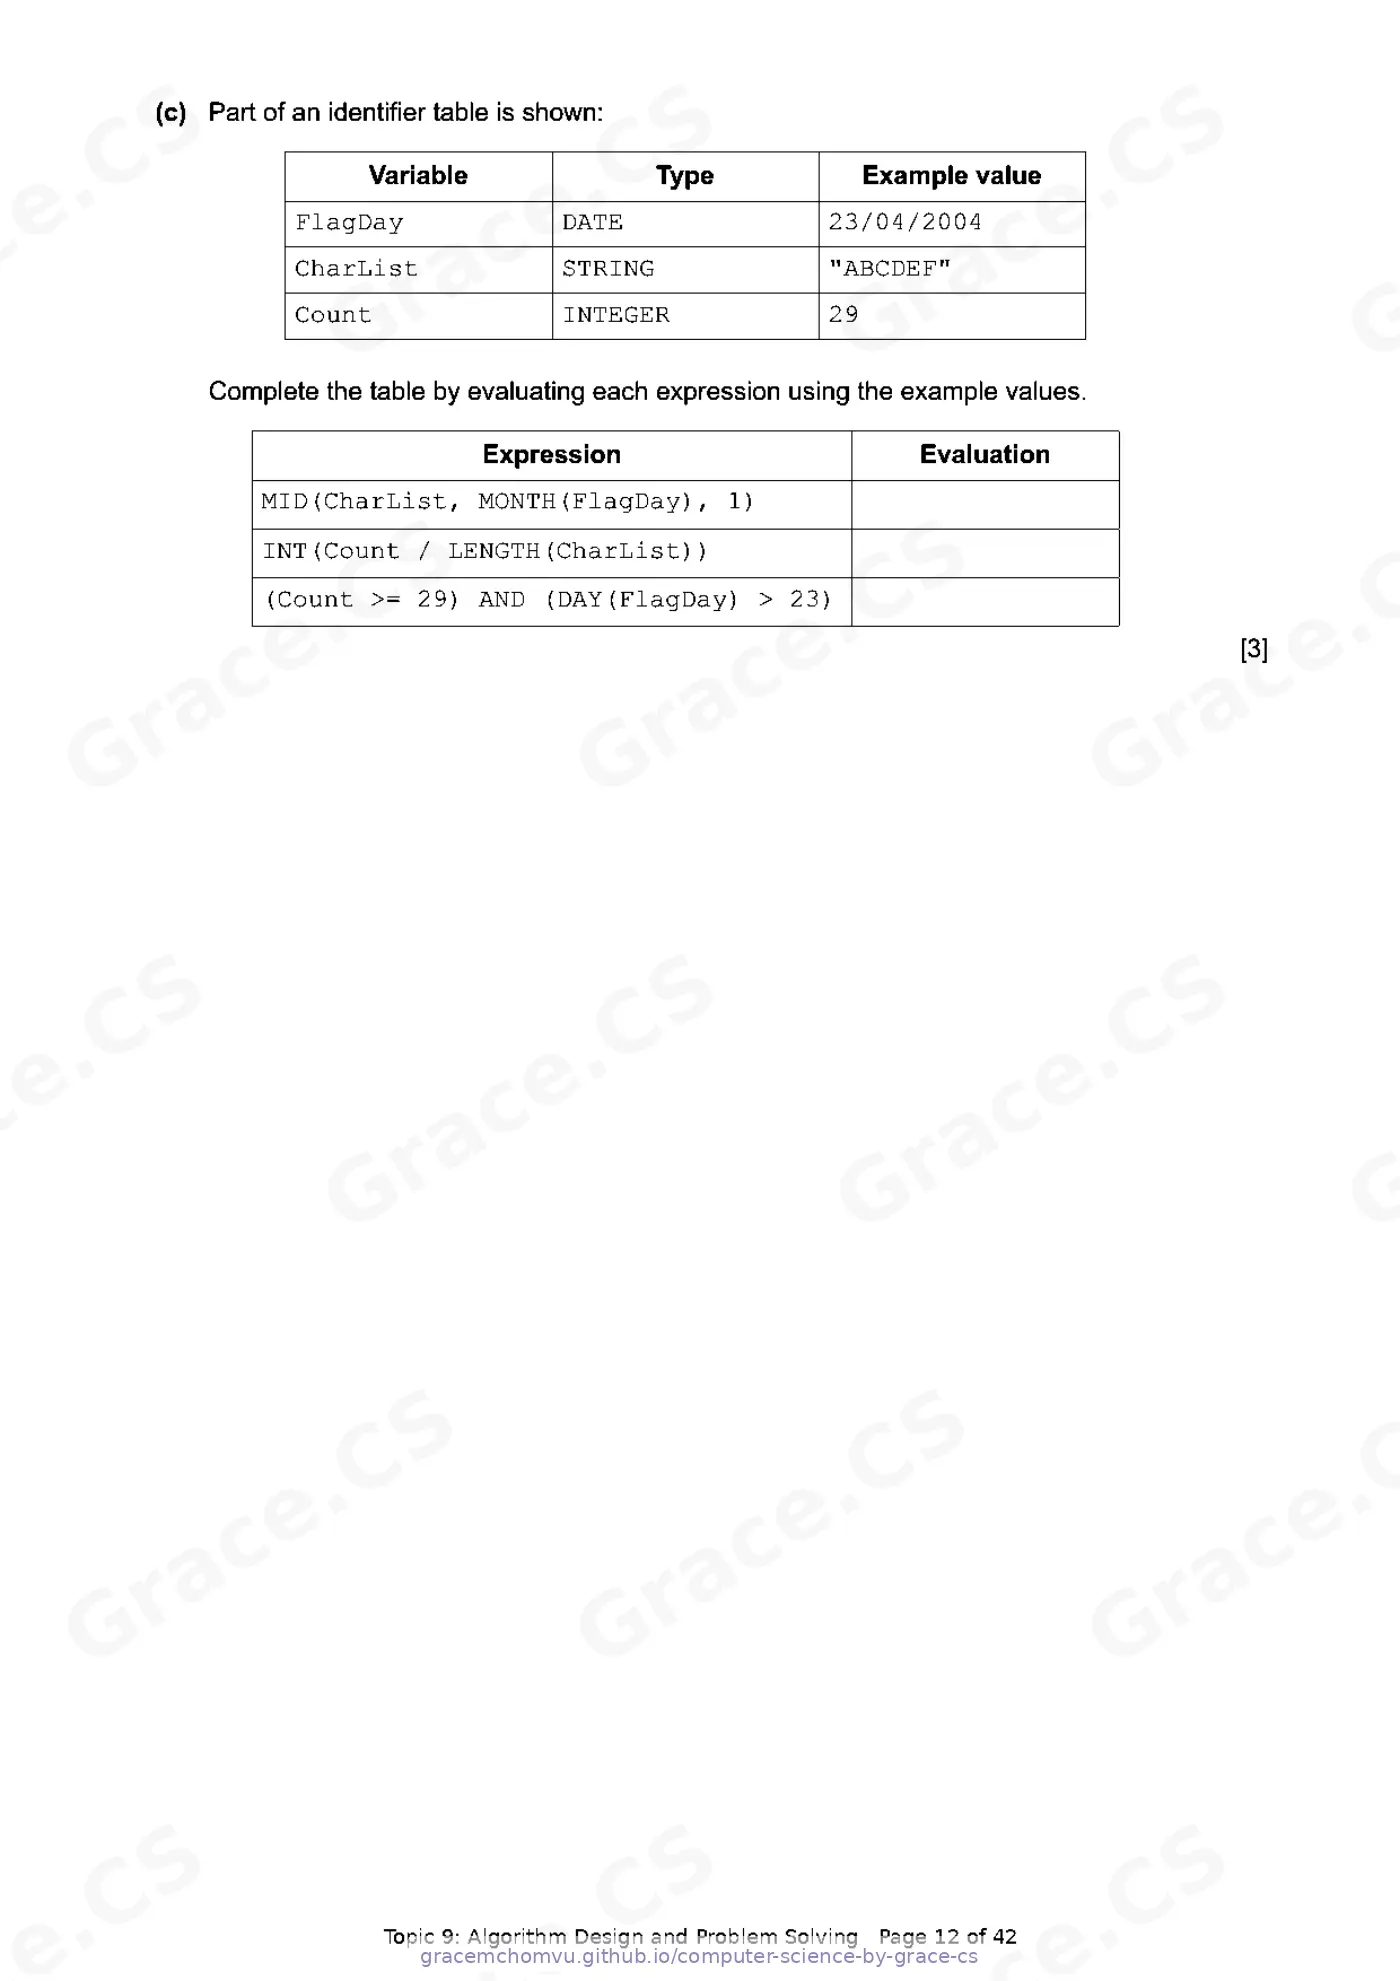 (c) Part of an identifier table is shown:
Variable Type Example value
FlagDay DATE 23/04/2004
CharList STRING "ABCDEF"
Count INTEGER 29
Complete the table by evaluating each expression using the example values.
Expression Evaluation
MID(CharList, MONTH(FlagDay), 1)
INT(Count / LENGTH(CharList))
(Count >= 29) AND (DAY(FlagDay) > 23)
[3]
Topic 9: Algorithm Design and Problem Solving Page 12 of 42
gracemchomvu.github.io/computer-science-by-grace-cs
Grace.CS